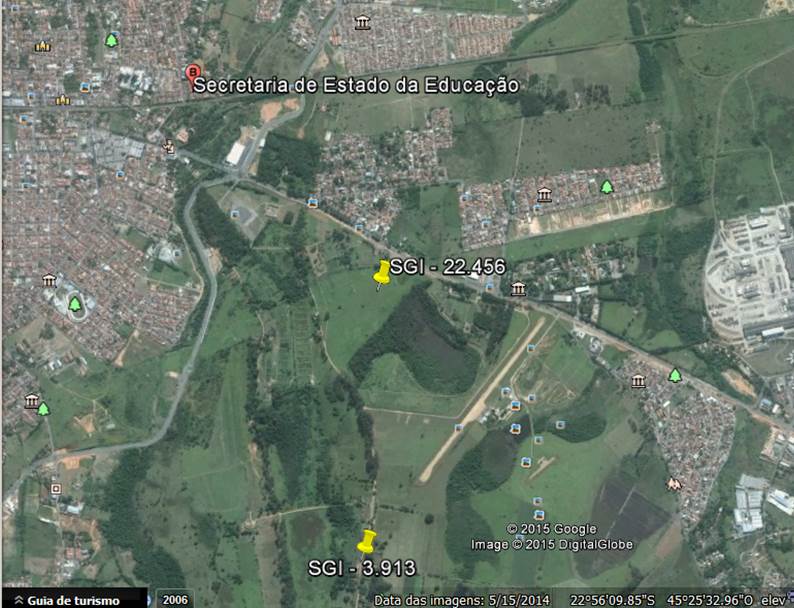 B
Secretaria de Estado da Educação
SGI - 22.456
SGI - 3.913
© 2015 Google
Image © 2015 DigitalGlobe
Guia de turismo
2006
Data das imagens: 5/15/2014 22°56'09.85"S 45°25'32.96"O elev